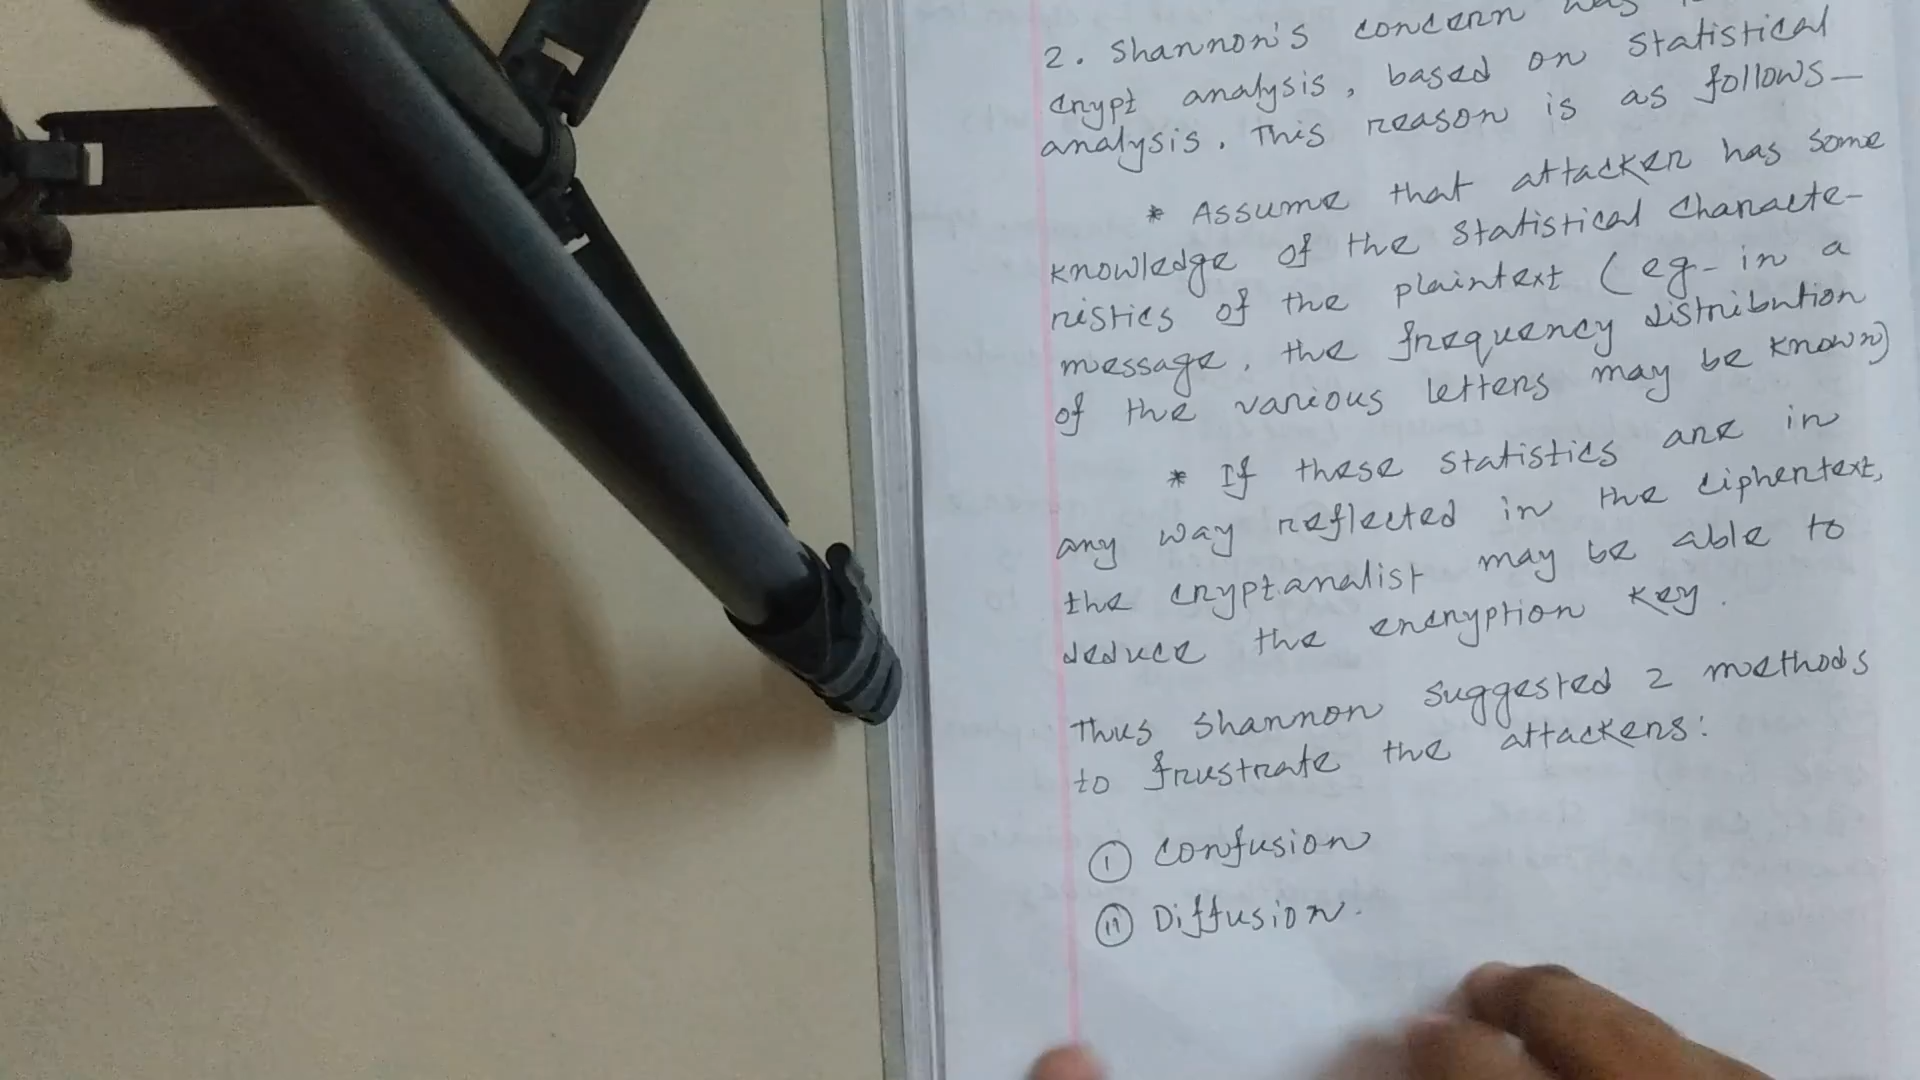 2. Shannon's concern was
crypt analysis, based on statistical
analysis. This reason is as follows-
* Assume that attacker has some
knowledge of the statistical characte-
ristics of the plaintext (eg- in a
message, the frequency distribution
of the various letters may be known)
* If these statistics are in
any way reflected in the ciphertext,
the cryptanalist may be able to
deduce the encryption key.
Thus Shannon suggested 2 methods
to frustrate the attackers:
(I) Confusion
(II) Diffusion.